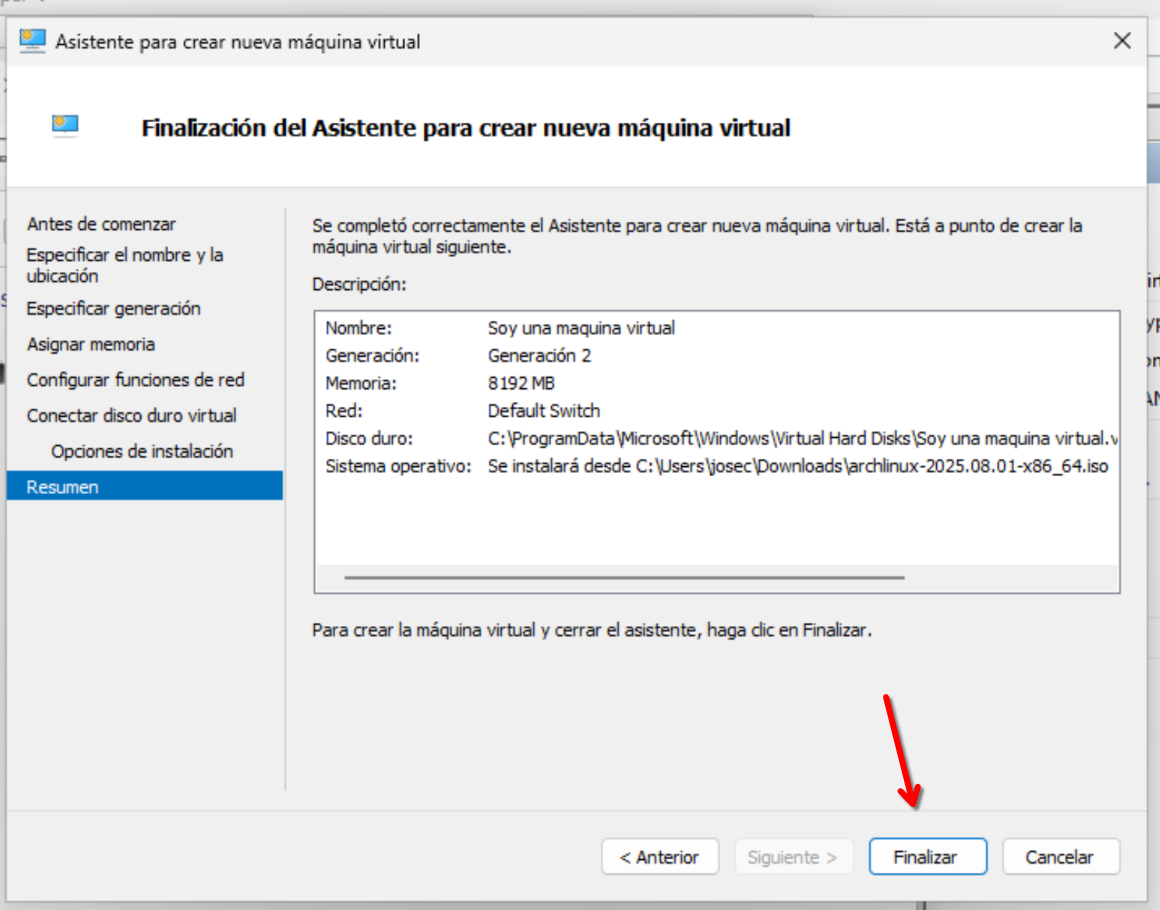 Asistente para crear nueva máquina virtual
Finalización del Asistente para crear nueva máquina virtual
Antes de comenzar
Especificar el nombre y la
ubicación
Especificar generación
Asignar memoria
Configurar funciones de red
Conectar disco duro virtual
Opciones de instalación
Resumen
Se completó correctamente el Asistente para crear nueva máquina virtual. Está a punto de crear la
máquina virtual siguiente.
Descripción:
Nombre: Soy una maquina virtual
Generación: Generación 2
Memoria: 8192 MB
Red: Default Switch
Disco duro: C:\ProgramData\Microsoft\Windows\Virtual Hard Disks\Soy una maquina virtual.v
Sistema operativo: Se instalará desde C:\Users\josec\Downloads\archlinux-2025.08.01-x86_64.iso
Para crear la máquina virtual y cerrar el asistente, haga clic en Finalizar.
< Anterior
Siguiente >
Finalizar
Cancelar